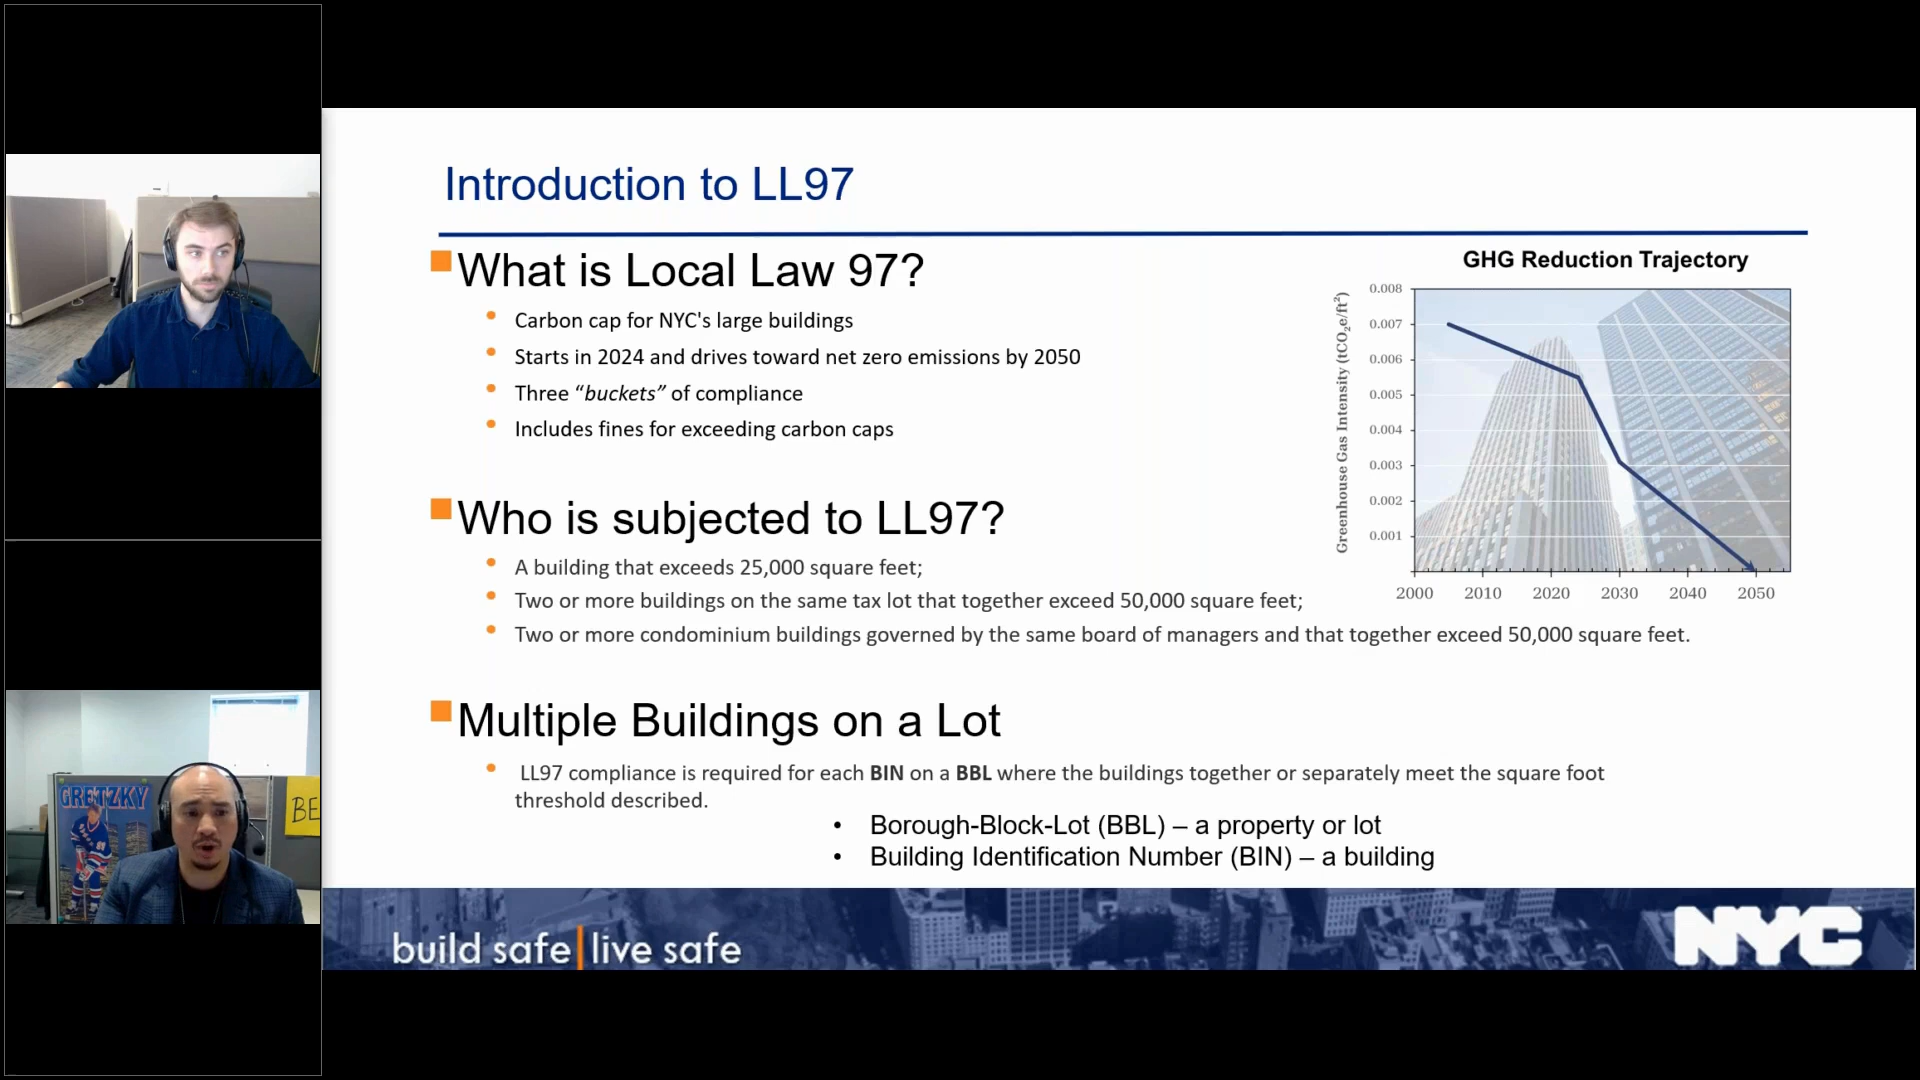 Introduction to LL97
What is Local Law 97?
Carbon cap for NYC's large buildings
Starts in 2024 and drives toward net zero emissions by 2050
Three “buckets” of compliance
Includes fines for exceeding carbon caps
GHG Reduction Trajectory
Greenhouse Gas Intensity (tCO₂e/ft²)
0.008
0.007
0.006
0.005
0.004
0.003
0.002
0.001
2000 2010 2020 2030 2040 2050
Who is subjected to LL97?
A building that exceeds 25,000 square feet;
Two or more buildings on the same tax lot that together exceed 50,000 square feet;
Two or more condominium buildings governed by the same board of managers and that together exceed 50,000 square feet.
Multiple Buildings on a Lot
LL97 compliance is required for each BIN on a BBL where the buildings together or separately meet the square foot
threshold described.
• Borough-Block-Lot (BBL) – a property or lot
• Building Identification Number (BIN) – a building
build safe|live safe
NYC
GRETZKY
BE